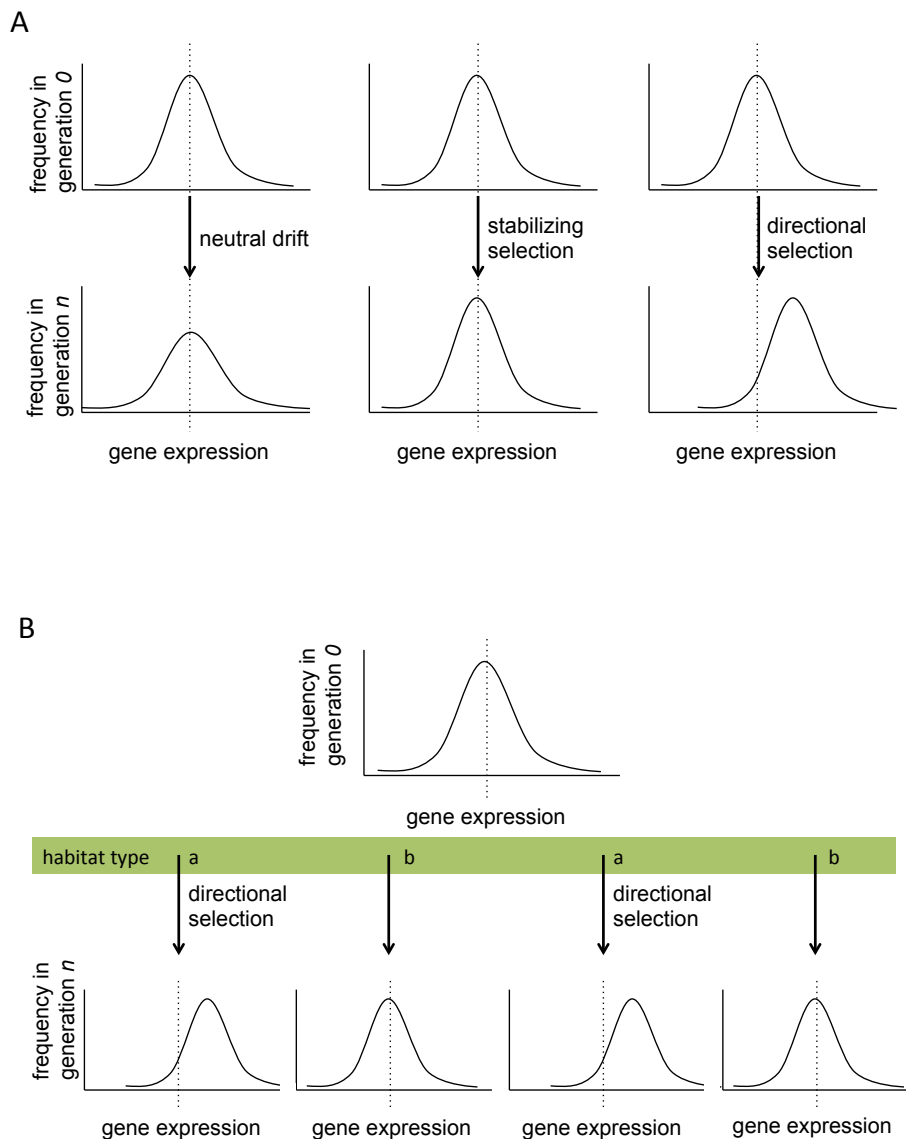 A
frequency in
generation 0
neutral drift
stabilizing
selection
directional
selection
frequency in
generation n
gene expression
gene expression
gene expression
B
frequency in
generation 0
gene expression
habitat type a b a b
directional
selection
directional
selection
frequency in
generation n
gene expression
gene expression
gene expression
gene expression